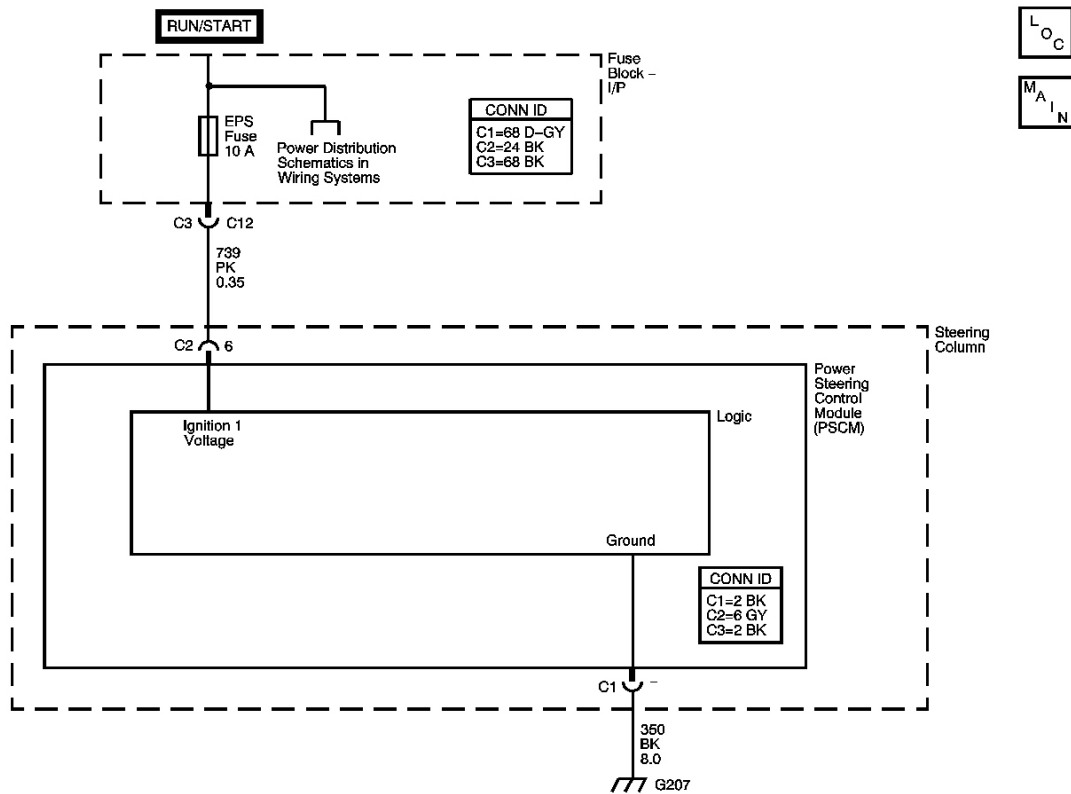 RUN/START
L
O
C
M
A
I
N
Fuse
Block –
I/P
EPS
Fuse
10 A
Power Distribution
Schematics in
Wiring Systems
CONN ID
C1=68 D–GY
C2=24 BK
C3=68 BK
C3 C12
739
PK
0.35
Steering
Column
C2 6
Power
Steering
Control
Module
(PSCM)
Logic
Ignition 1
Voltage
Ground
CONN ID
C1=2 BK
C2=6 GY
C3=2 BK
C1 –
350
BK
8.0
G207